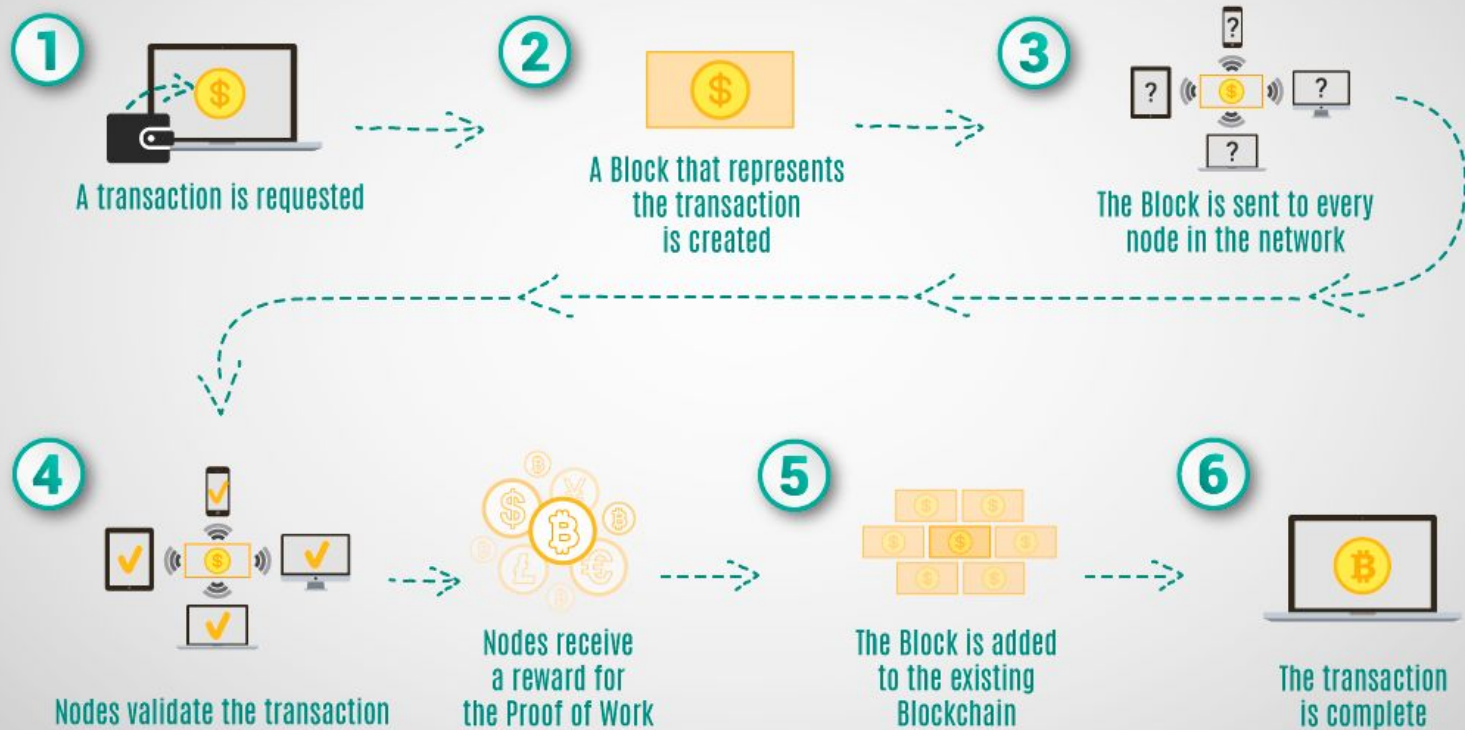 1
A transaction is requested
2
A Block that represents
the transaction
is created
3
The Block is sent to every
node in the network
4
Nodes validate the transaction
Nodes receive
a reward for
the Proof of Work
5
The Block is added
to the existing
Blockchain
6
The transaction
is complete